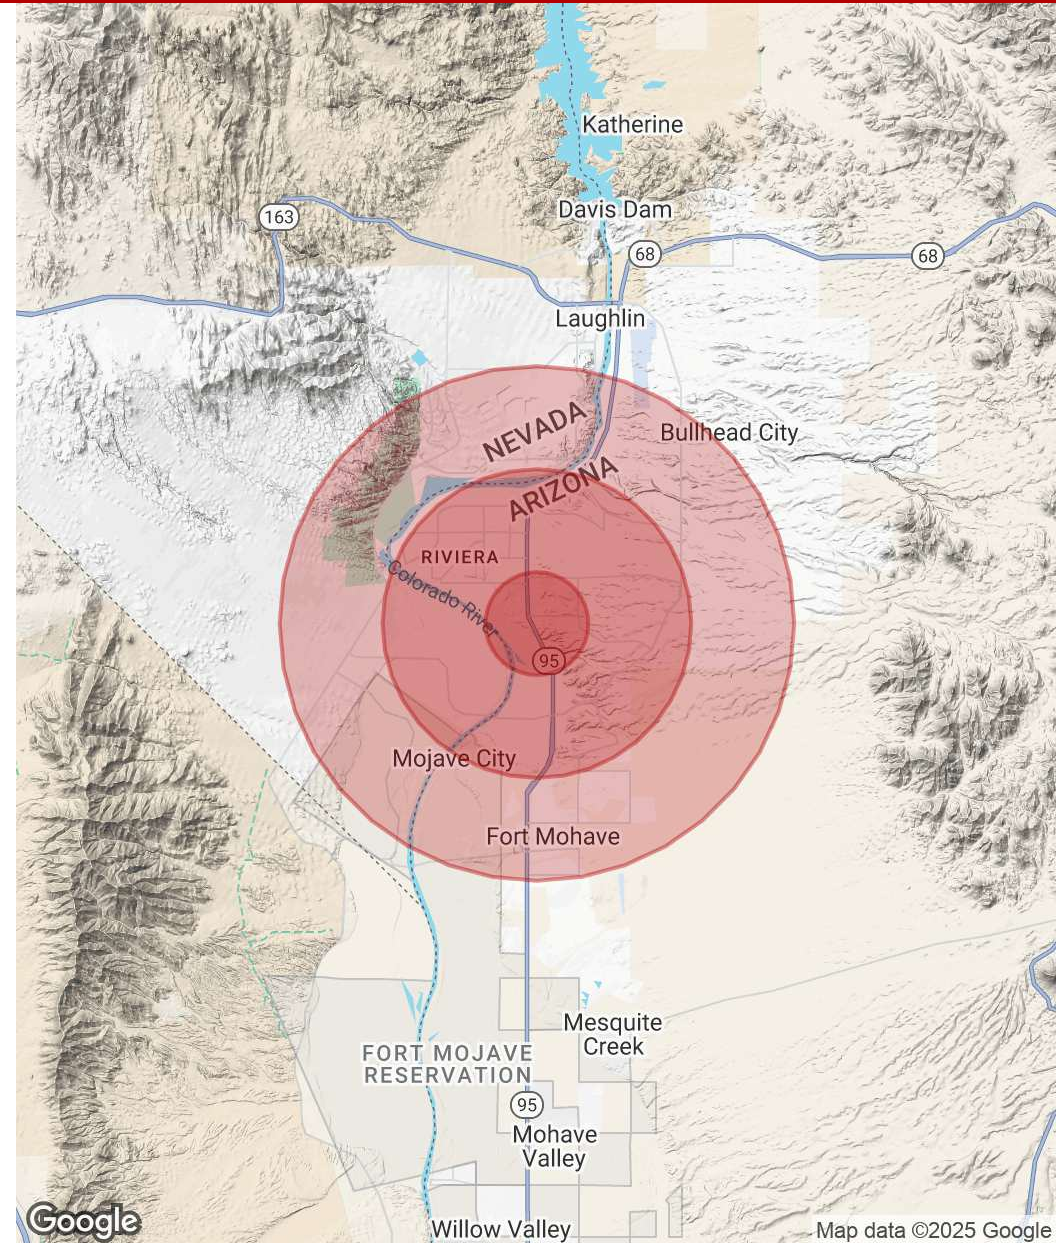 Katherine
163
Davis Dam
68
68
Laughlin
NEVADA
Bullhead City
ARIZONA
RIVIERA
Colorado River
95
Mojave City
Fort Mohave
Mesquite
Creek
FORT MOJAVE
RESERVATION
95
Mohave
Valley
Willow Valley
Google
Map data ©2025 Google